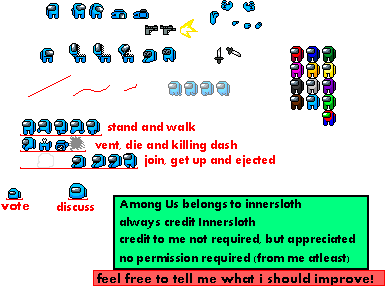 stand and walk
vent, die and killing dash
join, get up and ejected
vote
discuss
Among Us belongs to innersloth
always credit Innersloth
credit to me not required, but appreciated
no permission required (from me atleast)
feel free to tell me what i should improve!